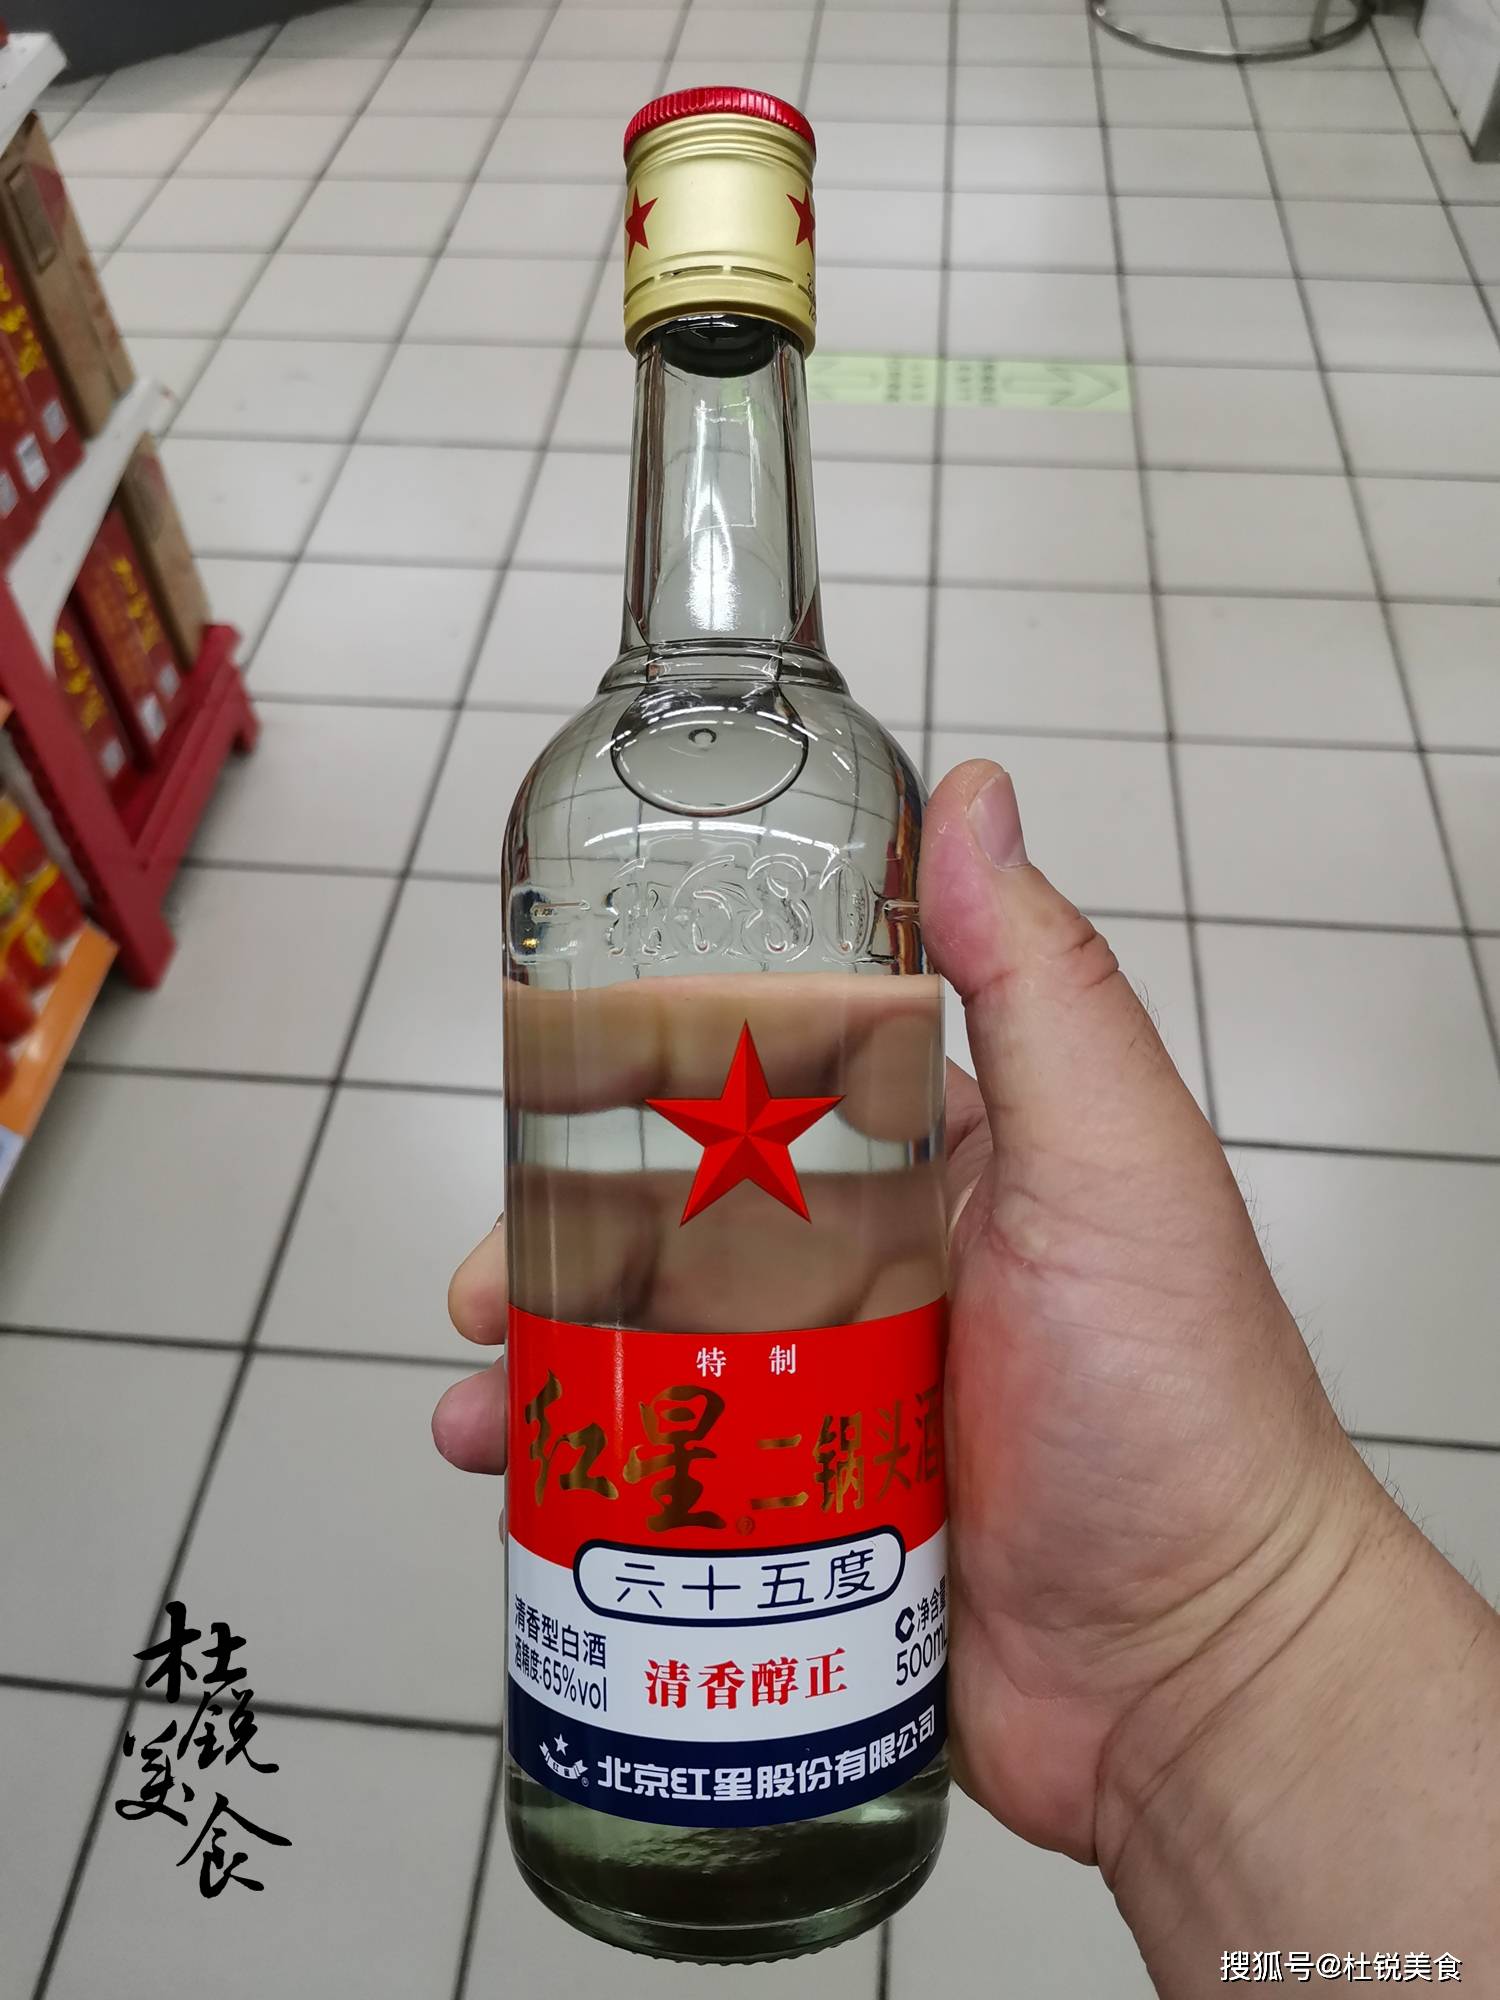 1680
特制
红星二锅头酒
六十五度
清香型白酒
酒精度:65%vol
清香醇正
净含量
500mL
北京红星股份有限公司
杜锐美食
搜狐号@杜锐美食